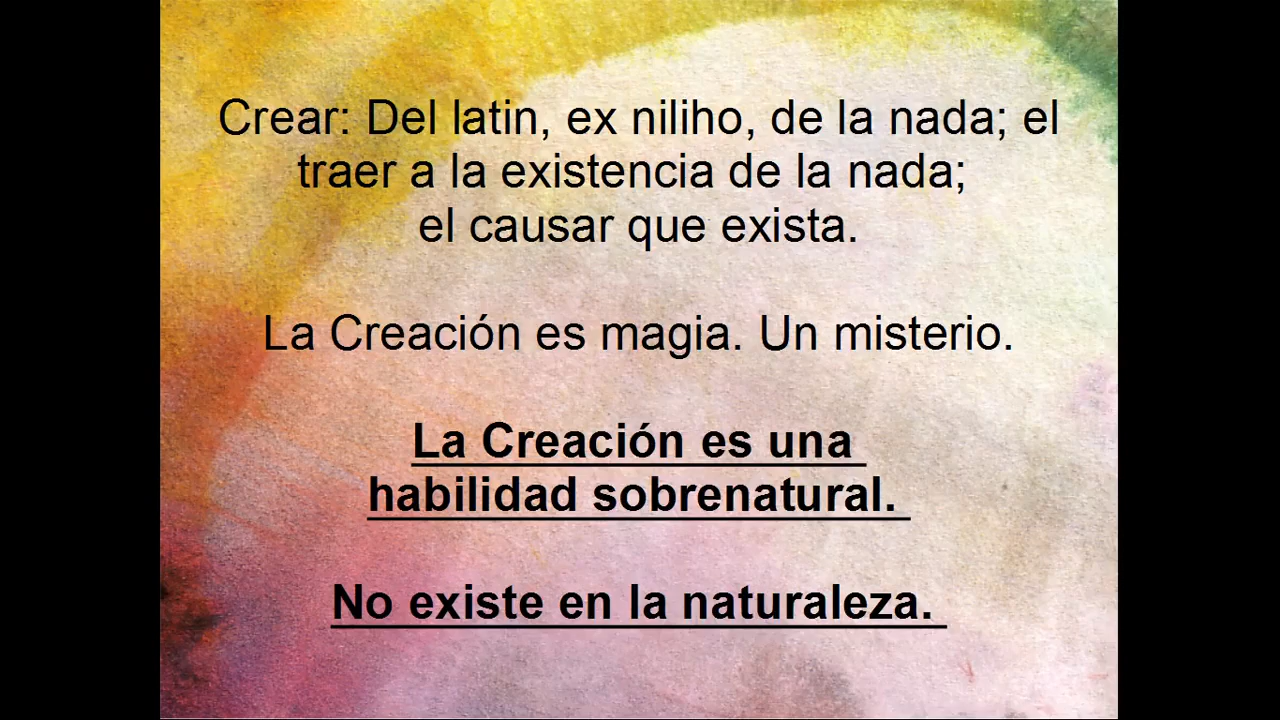 Crear: Del latin, ex niliho, de la nada; el
traer a la existencia de la nada;
el causar que exista.
La Creación es magia. Un misterio.
La Creación es una
habilidad sobrenatural.
No existe en la naturaleza.